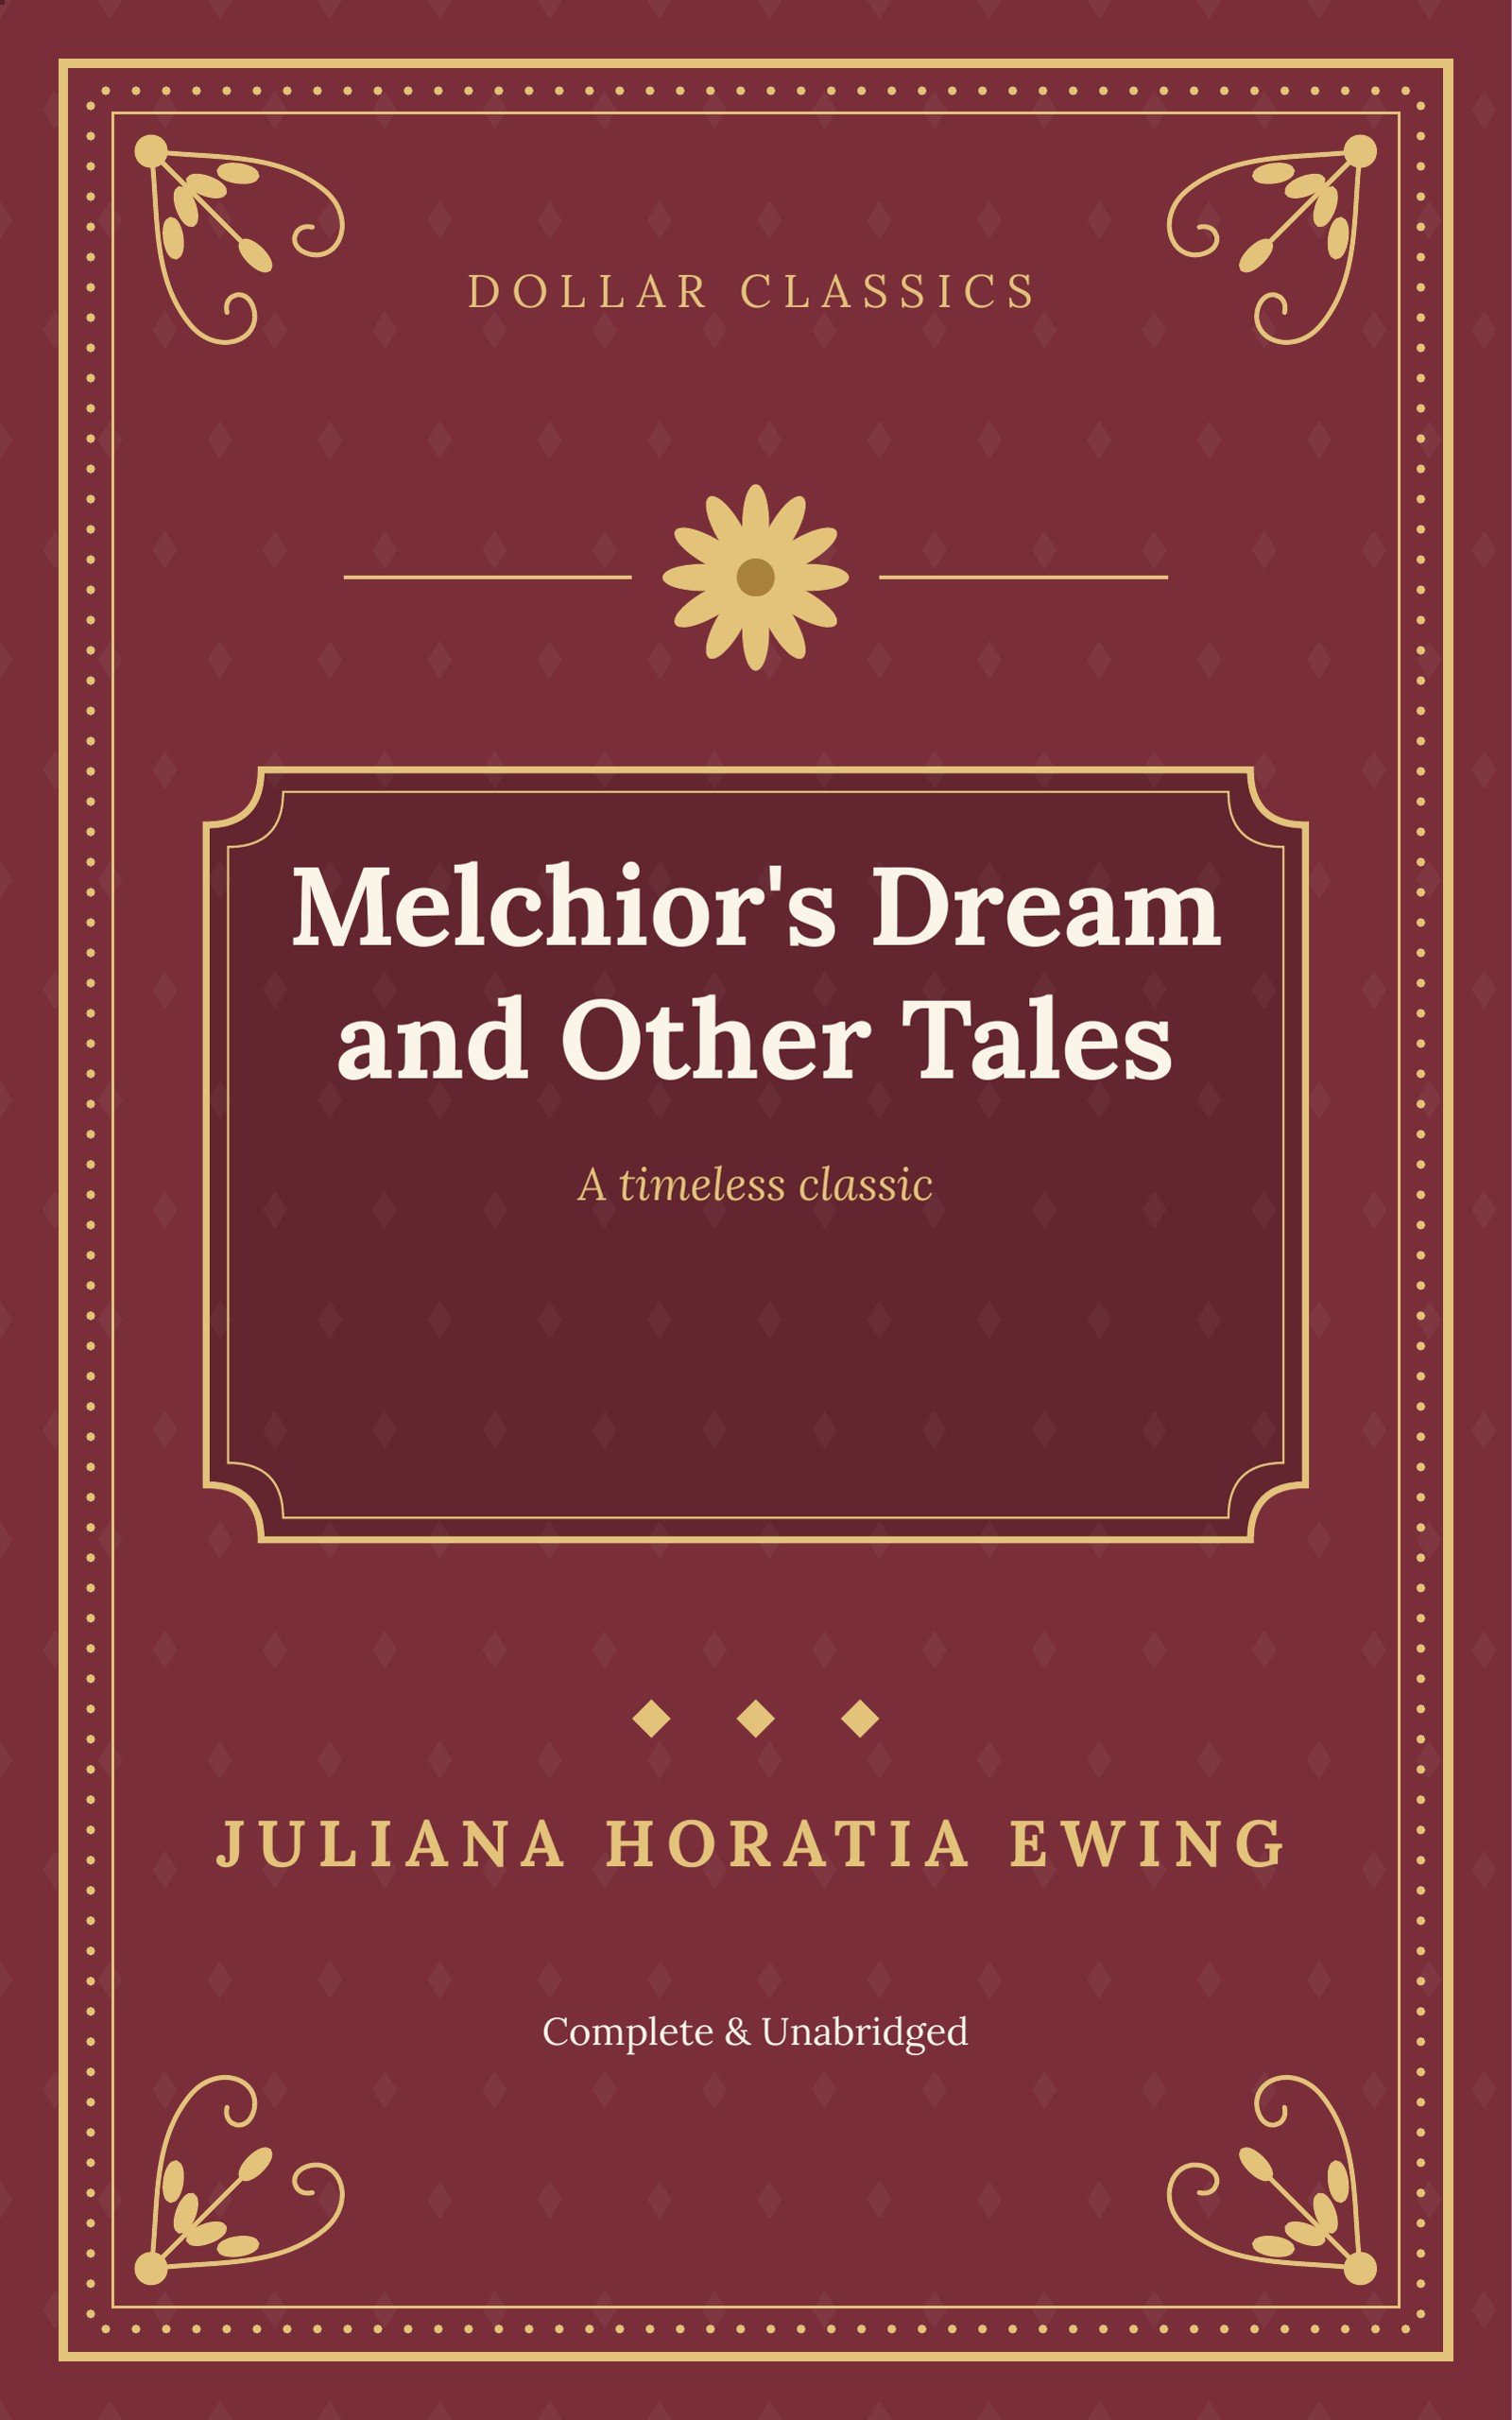 DOLLAR CLASSICS
Melchior's Dream
and Other Tales
A timeless classic
JULIANA HORATIA EWING
Complete & Unabridged